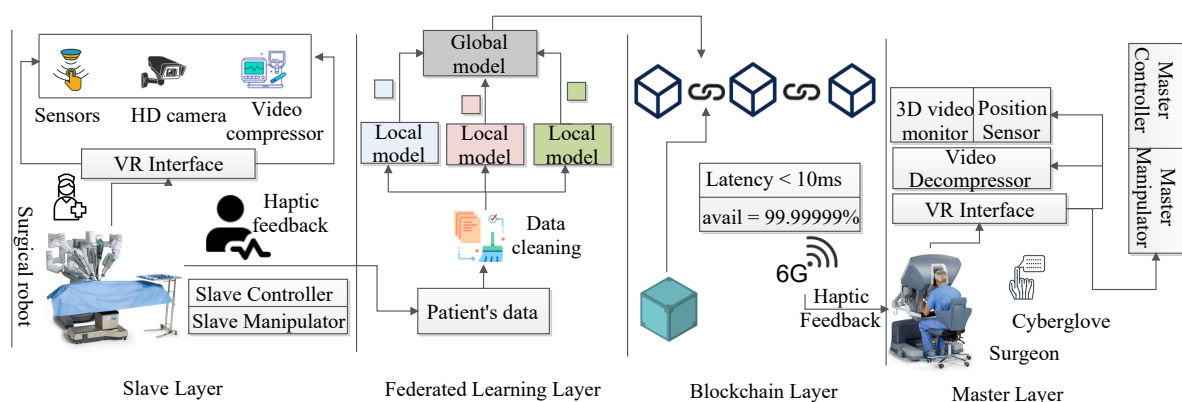 Sensors
HD camera
Video
compressor
VR Interface
Surgical robot
Haptic
feedback
Slave Controller
Slave Manipulator
Slave Layer
Global
model
Local
model
Local
model
Local
model
Data
cleaning
Patient's data
Federated Learning Layer
Latency < 10ms
avail = 99.99999%
6G
Haptic
Feedback
Blockchain Layer
3D video
monitor
Position
Sensor
Video
Decompressor
VR Interface
Master
Controller
Master
Manipulator
Cyberglove
Surgeon
Master Layer